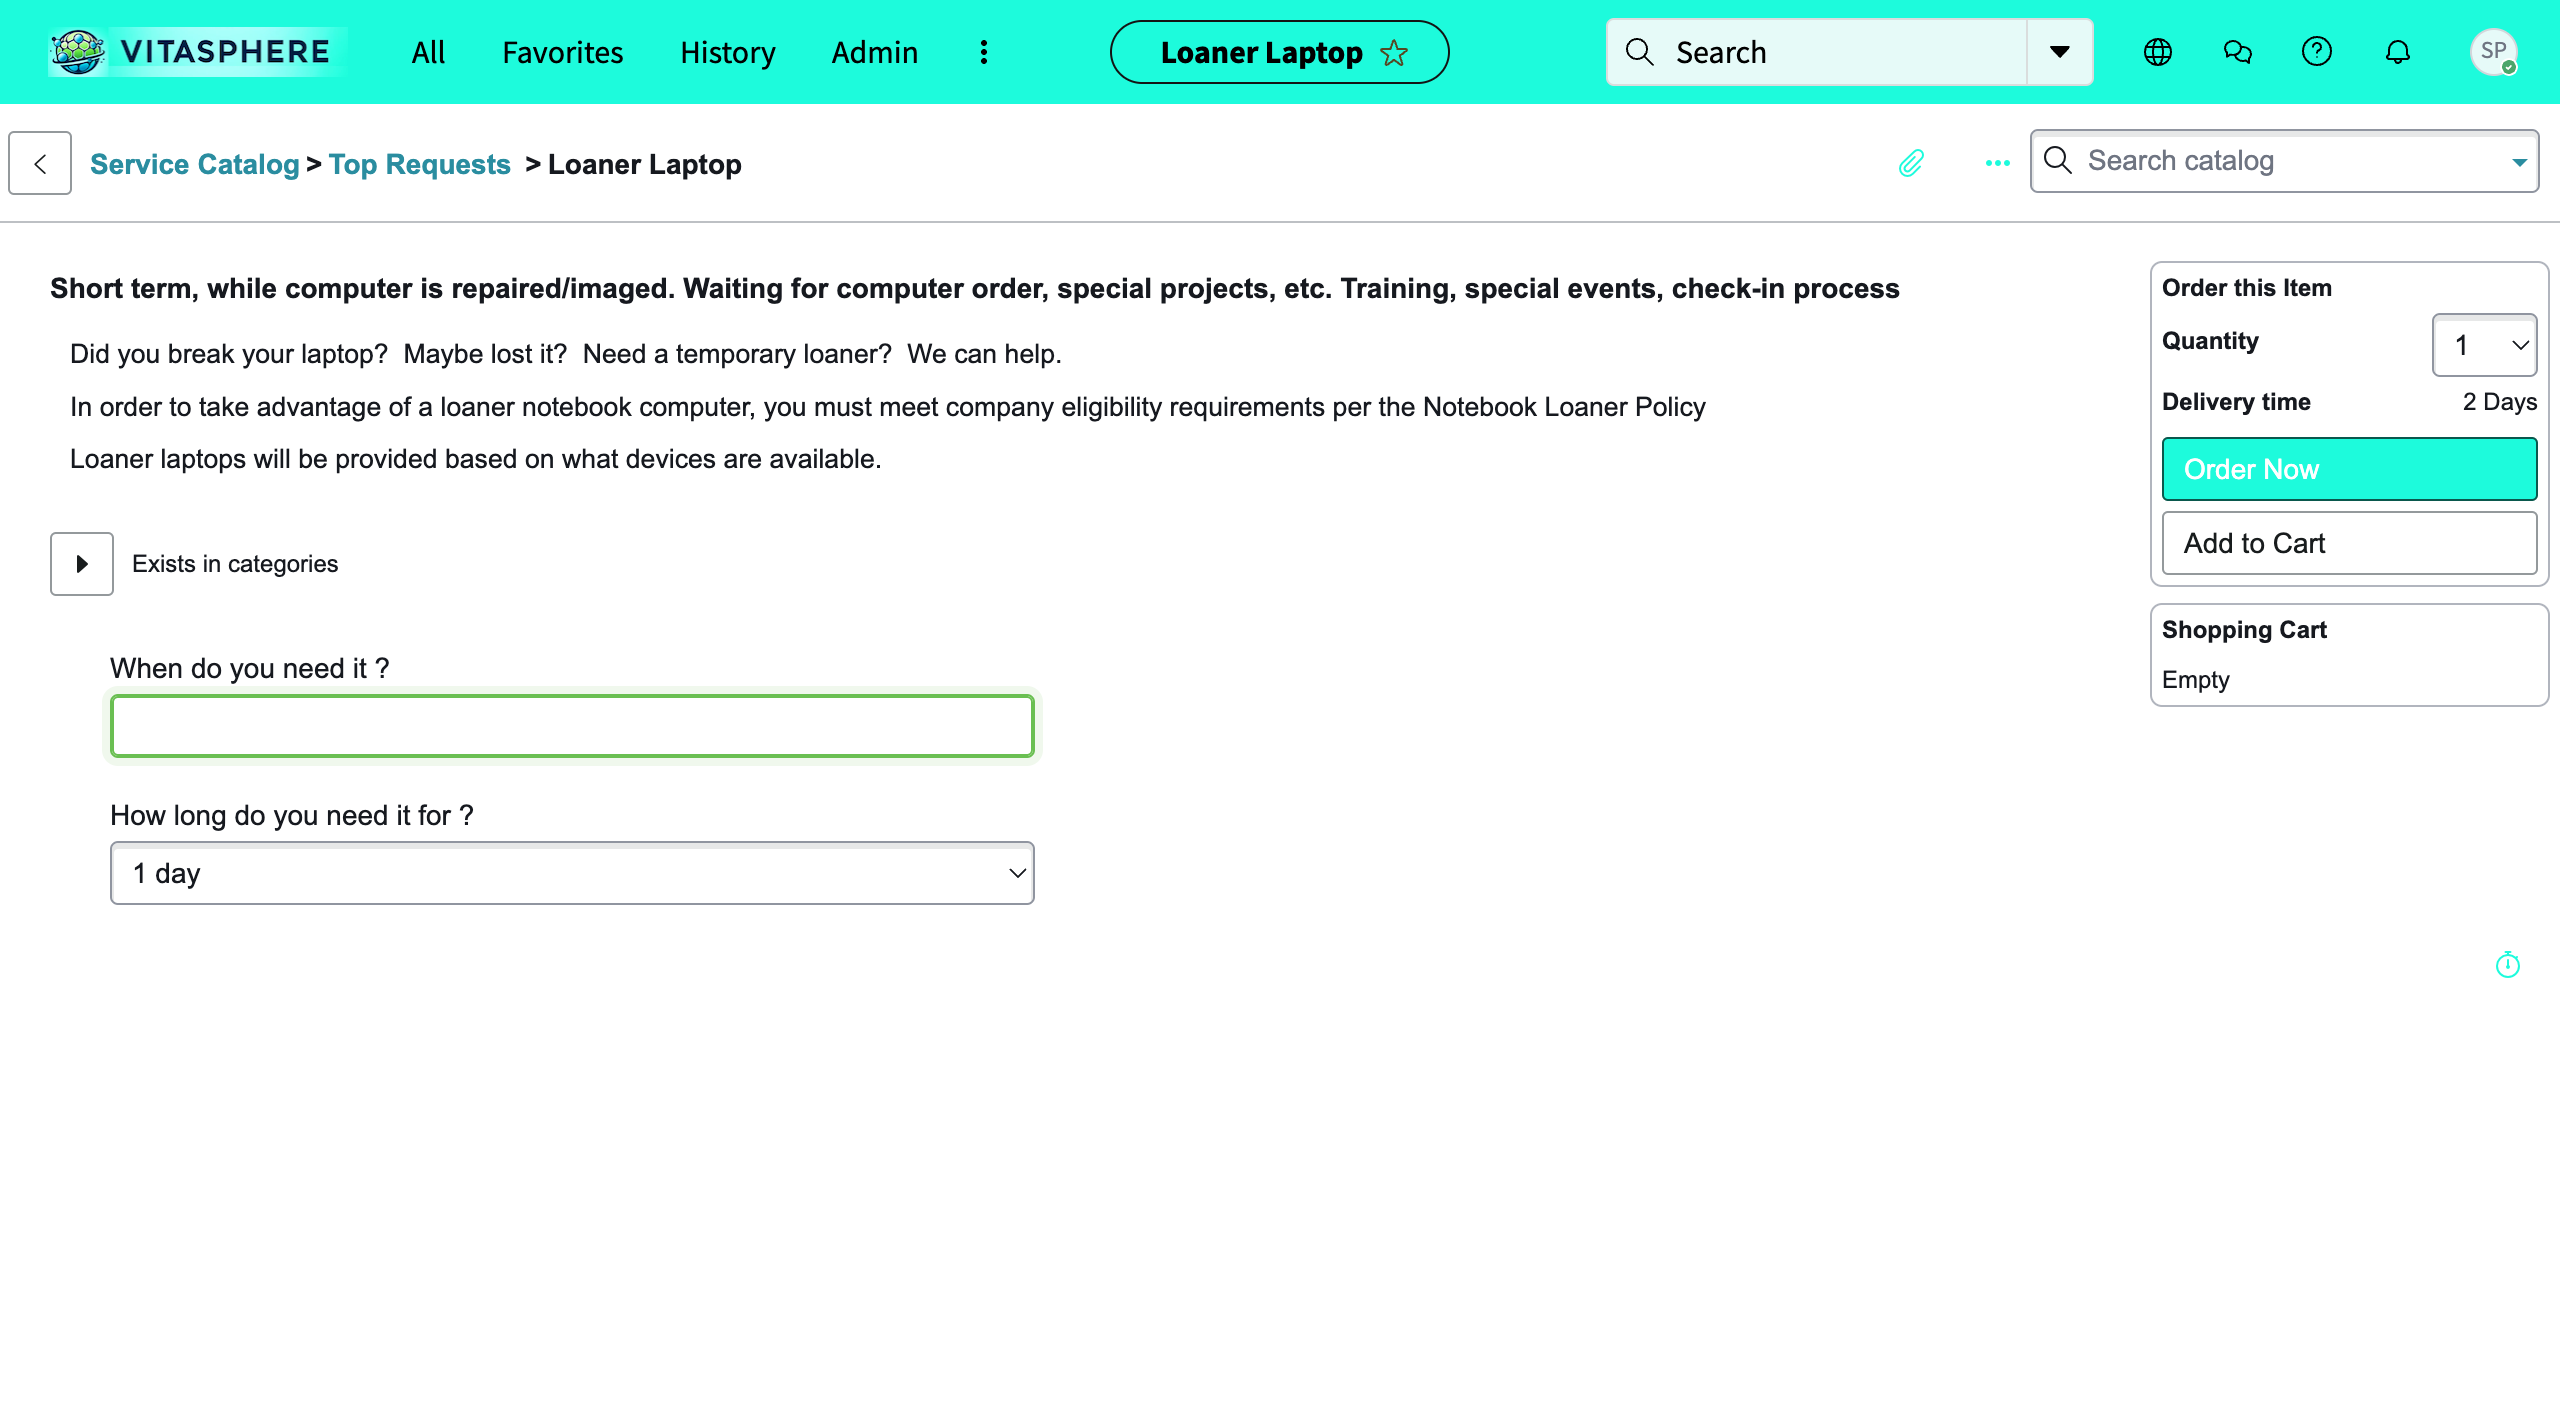 VITASPHERE All Favorites History Admin Loaner Laptop Search SP
Service Catalog > Top Requests > Loaner Laptop Search catalog
Short term, while computer is repaired/imaged. Waiting for computer order, special projects, etc. Training, special events, check-in process
Did you break your laptop? Maybe lost it? Need a temporary loaner? We can help.
In order to take advantage of a loaner notebook computer, you must meet company eligibility requirements per the Notebook Loaner Policy
Loaner laptops will be provided based on what devices are available.
Exists in categories
When do you need it ?
How long do you need it for ?
1 day
Order this Item
Quantity 1
Delivery time 2 Days
Order Now
Add to Cart
Shopping Cart
Empty